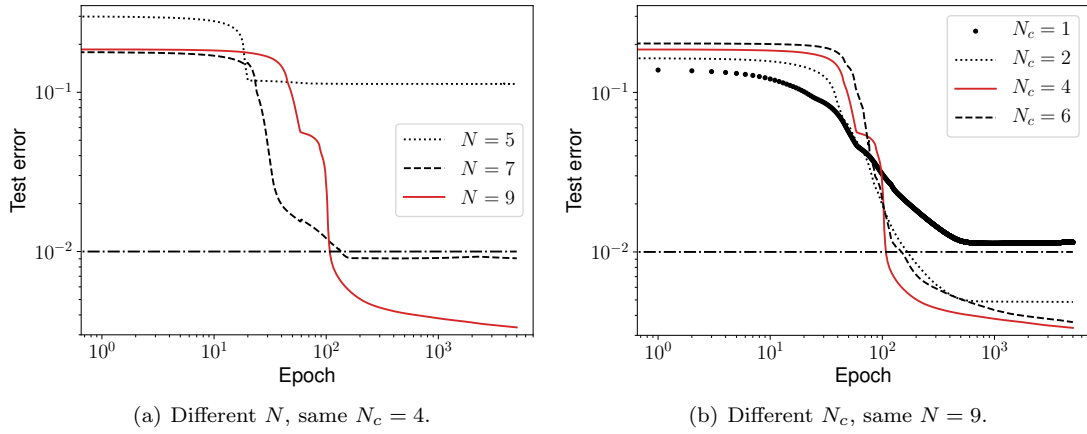 Test error
10⁻¹
10⁻²
N = 5
N = 7
N = 9
10⁰
10¹
10²
10³
Epoch
(a) Different N, same N_c = 4.
Test error
10⁻¹
10⁻²
N_c = 1
N_c = 2
N_c = 4
N_c = 6
10⁰
10¹
10²
10³
Epoch
(b) Different N_c, same N = 9.